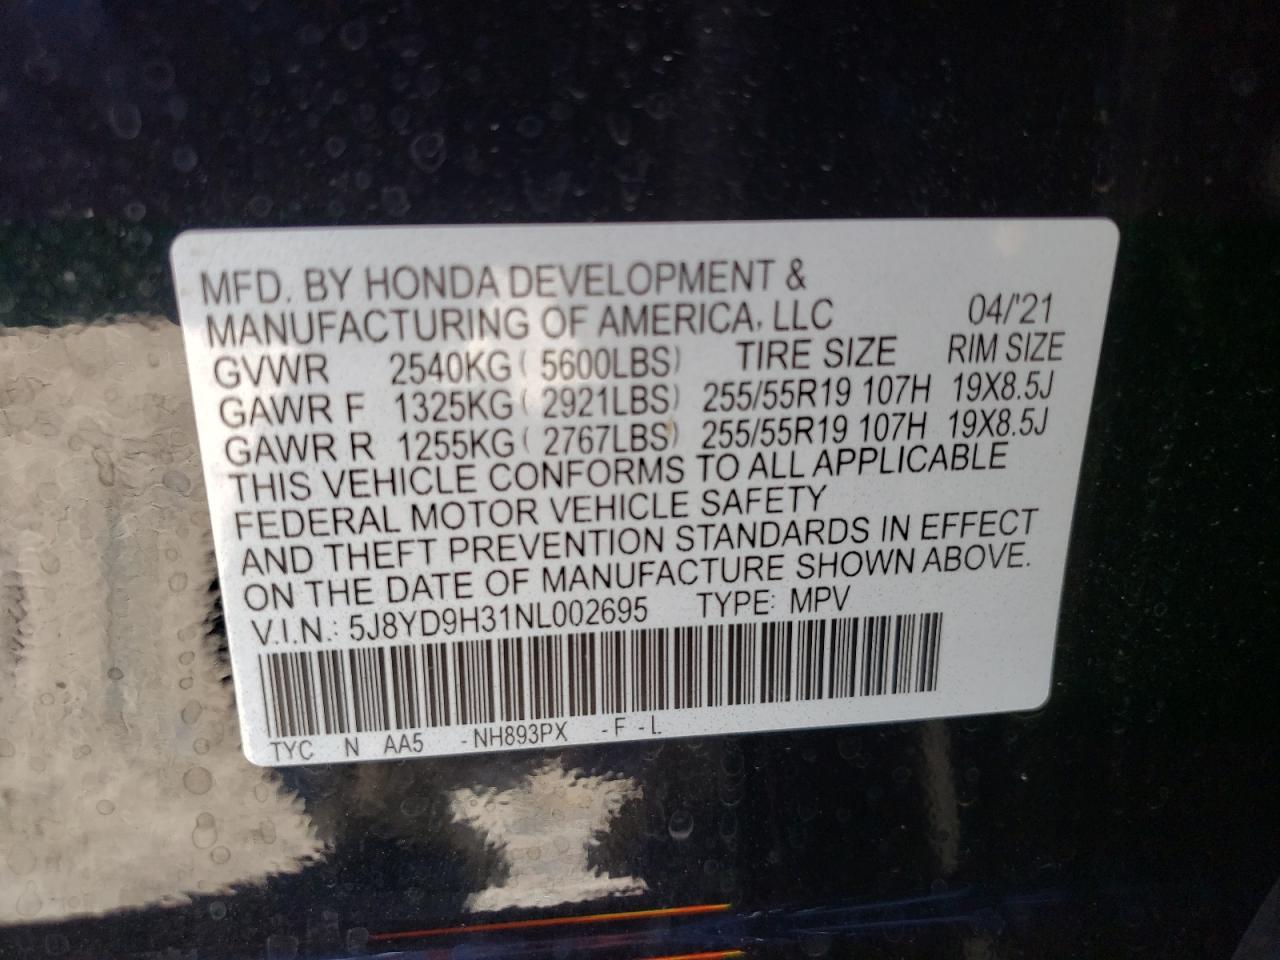 MFD. BY HONDA DEVELOPMENT &
MANUFACTURING OF AMERICA, LLC 04/'21
GVWR 2540KG ( 5600LBS) TIRE SIZE RIM SIZE
GAWR F 1325KG ( 2921LBS) 255/55R19 107H 19X8.5J
GAWR R 1255KG ( 2767LBS) 255/55R19 107H 19X8.5J
THIS VEHICLE CONFORMS TO ALL APPLICABLE
FEDERAL MOTOR VEHICLE SAFETY
AND THEFT PREVENTION STANDARDS IN EFFECT
ON THE DATE OF MANUFACTURE SHOWN ABOVE.
V.I.N.: 5J8YD9H31NL002695 TYPE: MPV
TYC N AA5 -NH893PX -F -L